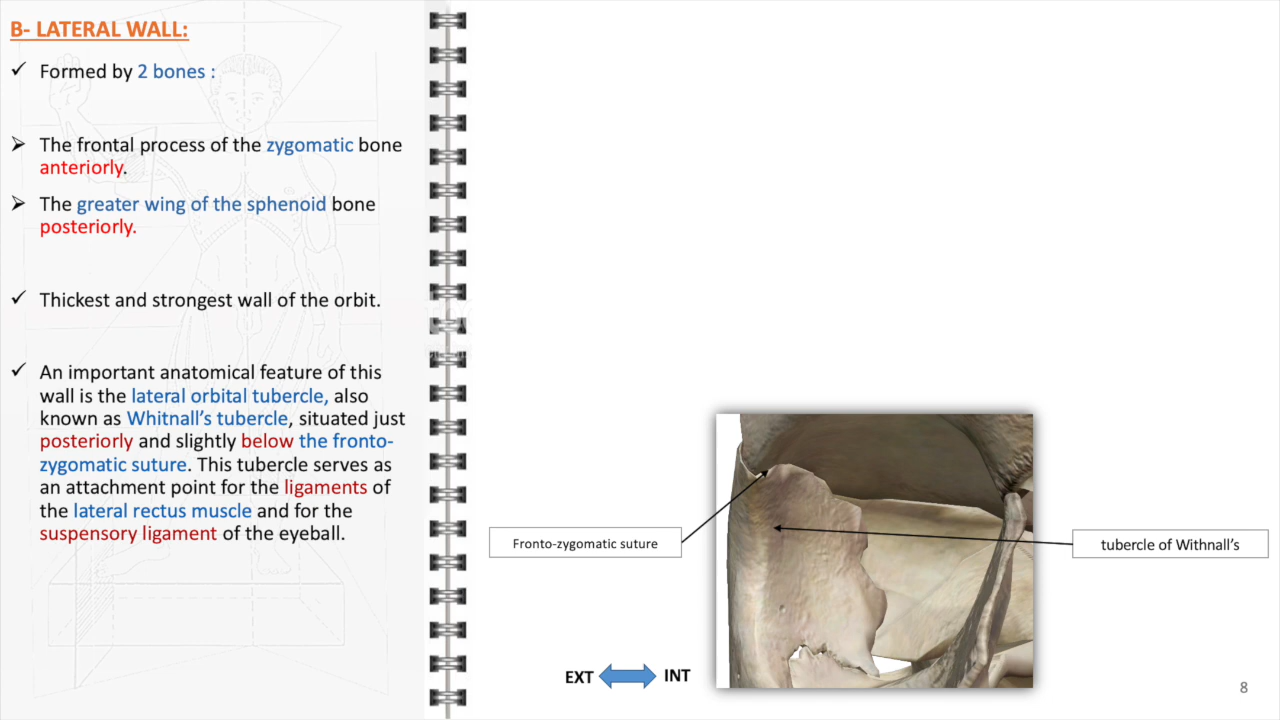 B- LATERAL WALL:
✓ Formed by 2 bones :
➢ The frontal process of the zygomatic bone
anteriorly.
➢ The greater wing of the sphenoid bone
posteriorly.
✓ Thickest and strongest wall of the orbit.
✓ An important anatomical feature of this
wall is the lateral orbital tubercle, also
known as Whitnall’s tubercle, situated just
posteriorly and slightly below the fronto-
zygomatic suture. This tubercle serves as
an attachment point for the ligaments of
the lateral rectus muscle and for the
suspensory ligament of the eyeball.
Fronto-zygomatic suture
tubercle of Withnall’s
EXT INT
8